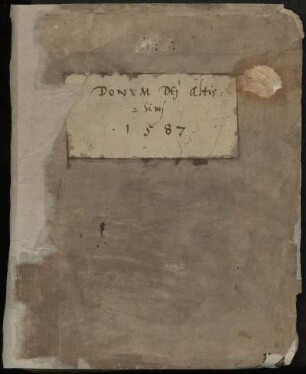 DONVM DEj Altis:
simj
· 1587 ·